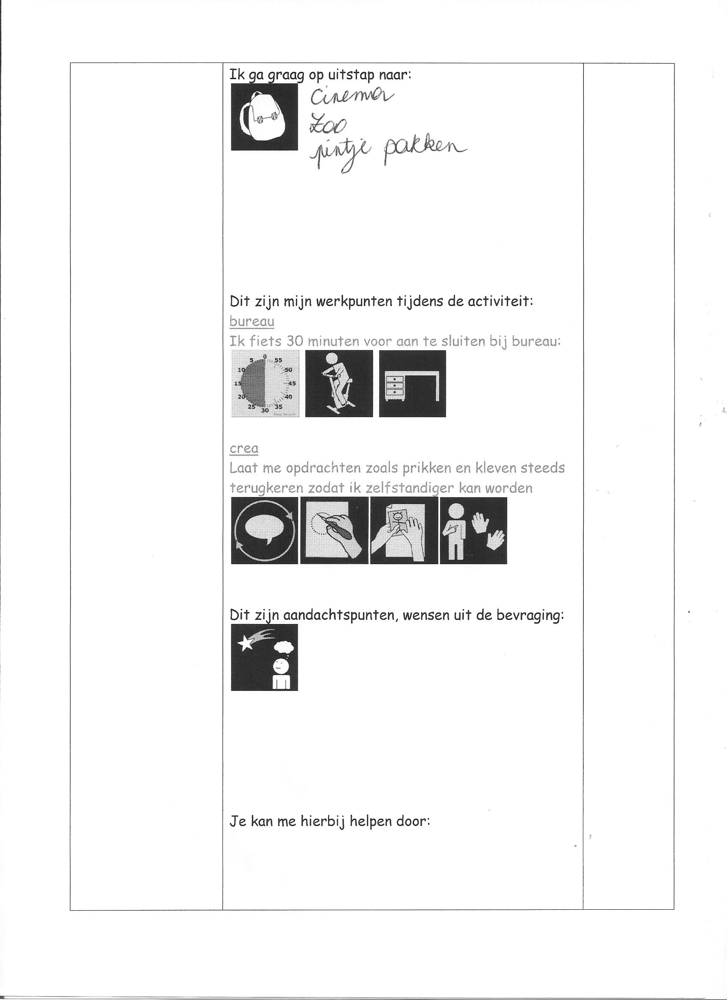 Ik ga graag op uitstap naar:
Cinema
Zoo
pintje pakken
Dit zijn mijn werkpunten tijdens de activiteit:
bureau
Ik fiets 30 minuten voor aan te sluiten bij bureau:
0
5 55
10 50
15 45
20 40
25 35
30
crea
Laat me opdrachten zoals prikken en kleven steeds
terugkeren zodat ik zelfstandiger kan worden
Dit zijn aandachtspunten, wensen uit de bevraging:
Je kan me hierbij helpen door: